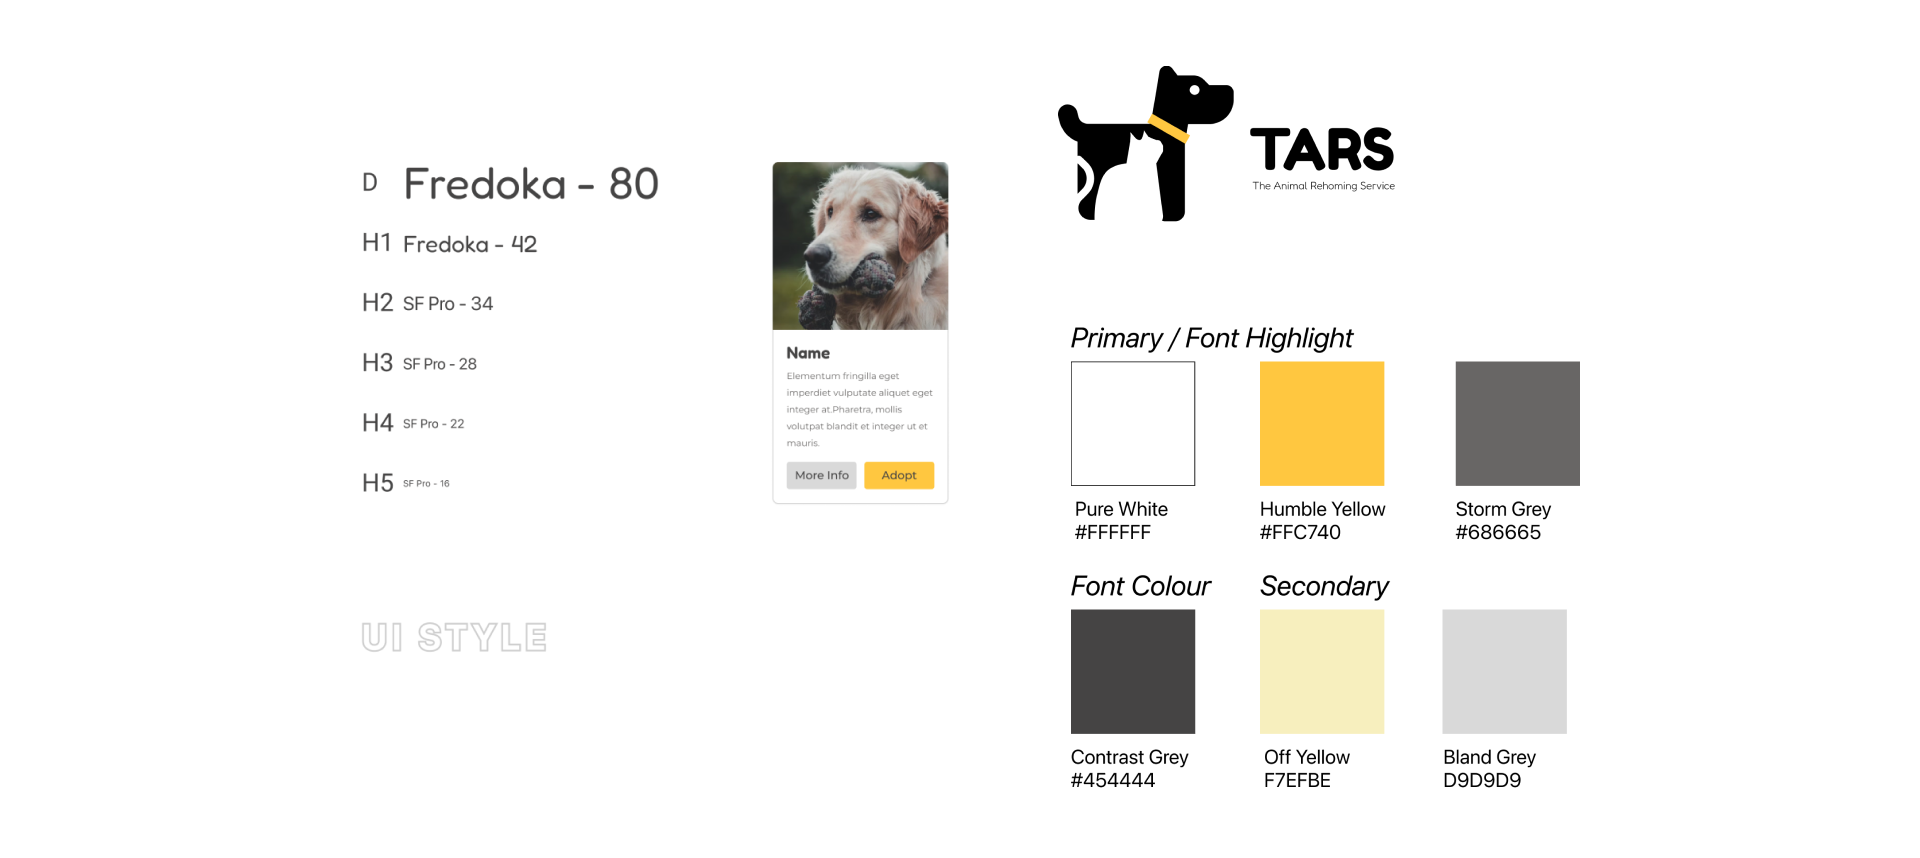 D Fredoka - 80
H1 Fredoka - 42
H2 SF Pro - 34
H3 SF Pro - 28
H4 SF Pro - 22
H5 SF Pro - 16
UI STYLE
Name
Elementum fringilla eget
imperdiet vulputate aliquet eget
integer at.Pharetra, mollis
volutpat blandit et integer ut et
mauris.
More Info Adopt
TARS
The Animal Rehoming Service
Primary / Font Highlight
Pure White Humble Yellow Storm Grey
#FFFFFF #FFC740 #686665
Font Colour Secondary
Contrast Grey Off Yellow Bland Grey
#454444 F7EFBE D9D9D9